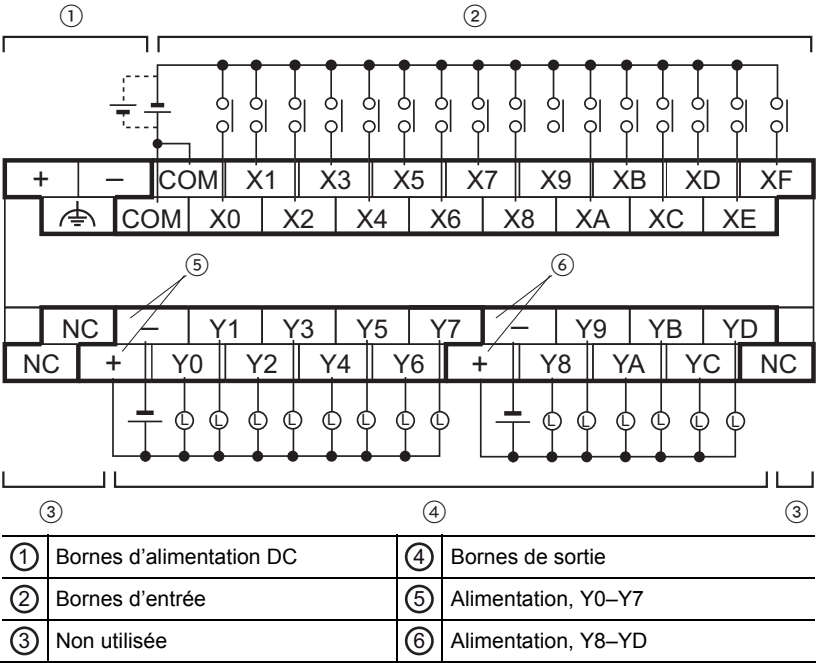 ① ②
+ – COM X1 X3 X5 X7 X9 XB XD XF
COM X0 X2 X4 X6 X8 XA XC XE
⑤ ⑥
NC – Y1 Y3 Y5 Y7 – Y9 YB YD
NC + Y0 Y2 Y4 Y6 + Y8 YA YC NC
L L L L L L L L L L L L L L
③ ④ ③
① Bornes d’alimentation DC ④ Bornes de sortie
② Bornes d’entrée ⑤ Alimentation, Y0–Y7
③ Non utilisée ⑥ Alimentation, Y8–YD